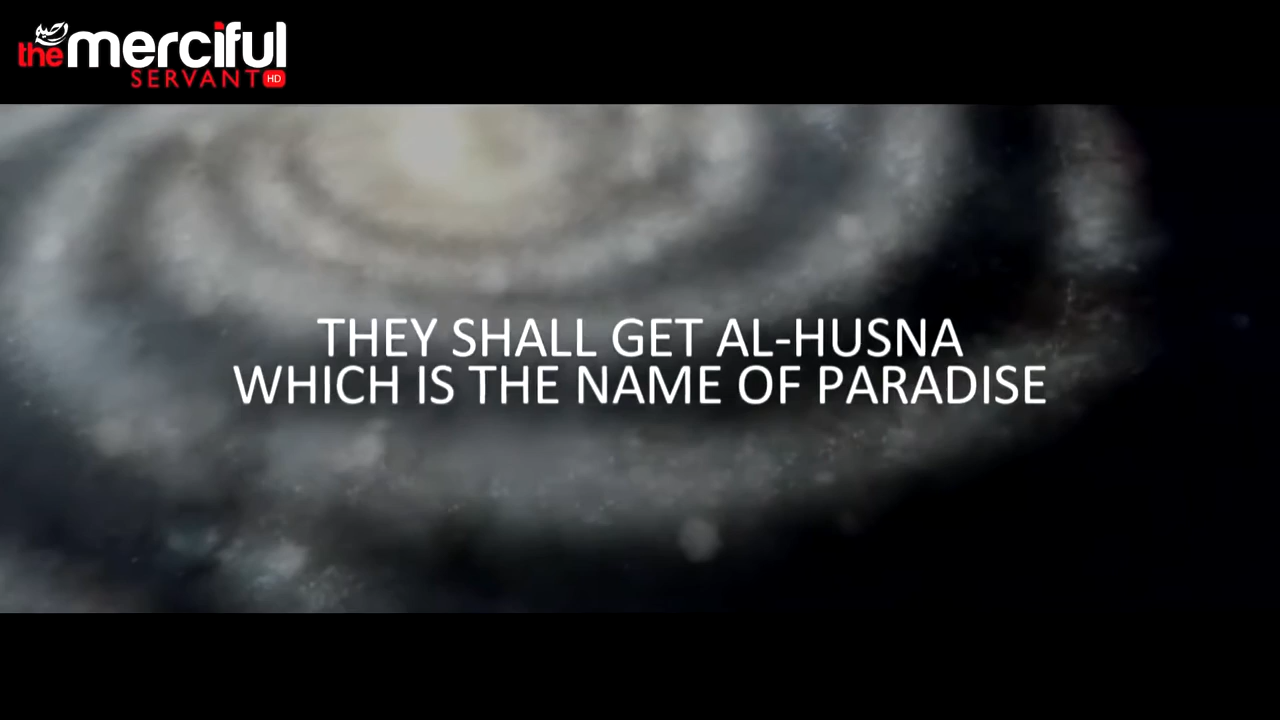 the merciful
SERVANT HD
THEY SHALL GET AL-HUSNA
WHICH IS THE NAME OF PARADISE